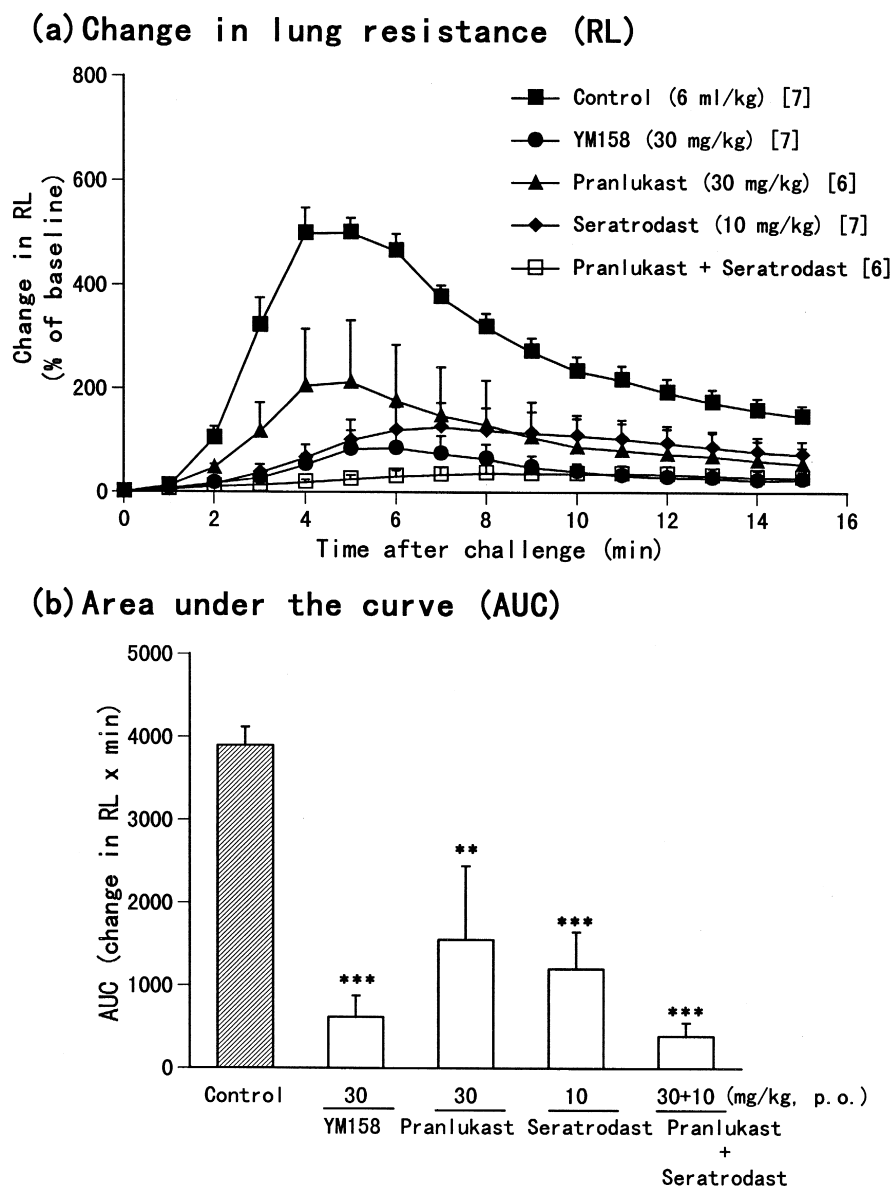 (a) Change in lung resistance (RL)
800
600
400
200
0
Change in RL
(% of baseline)
Control (6 ml/kg) [7]
YM158 (30 mg/kg) [7]
Pranlukast (30 mg/kg) [6]
Seratrodast (10 mg/kg) [7]
Pranlukast + Seratrodast [6]
0 2 4 6 8 10 12 14 16
Time after challenge (min)
(b) Area under the curve (AUC)
5000
4000
3000
2000
1000
0
AUC (change in RL x min)
***
**
***
***
Control 30 30 10 30+10 (mg/kg, p.o.)
YM158 Pranlukast Seratrodast Pranlukast
+
Seratrodast